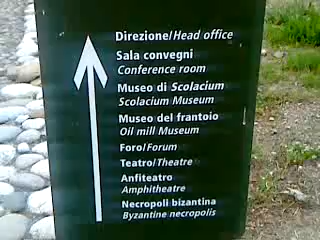 Direzione/Head office
Sala convegni
Conference room
Museo di Scolacium
Scolacium Museum
Museo del frantoio
Oil mill Museum
Foro/Forum
Teatro/Theatre
Anfiteatro
Amphitheatre
Necropoli bizantina
Byzantine necropolis